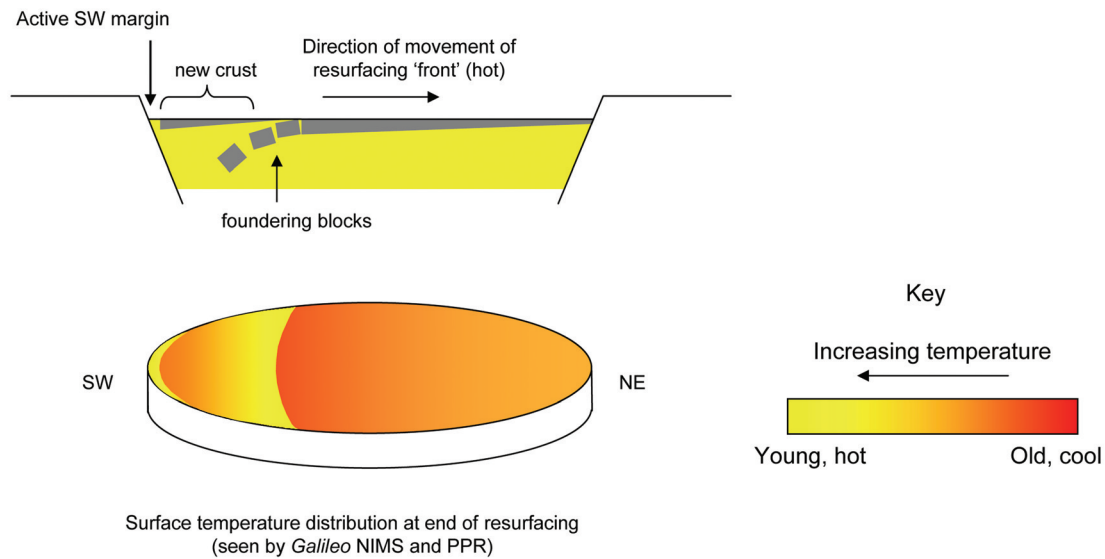 Active SW margin
new crust
Direction of movement of
resurfacing ‘front’ (hot)
foundering blocks
SW
NE
Key
Increasing temperature
Young, hot
Old, cool
Surface temperature distribution at end of resurfacing
(seen by Galileo NIMS and PPR)